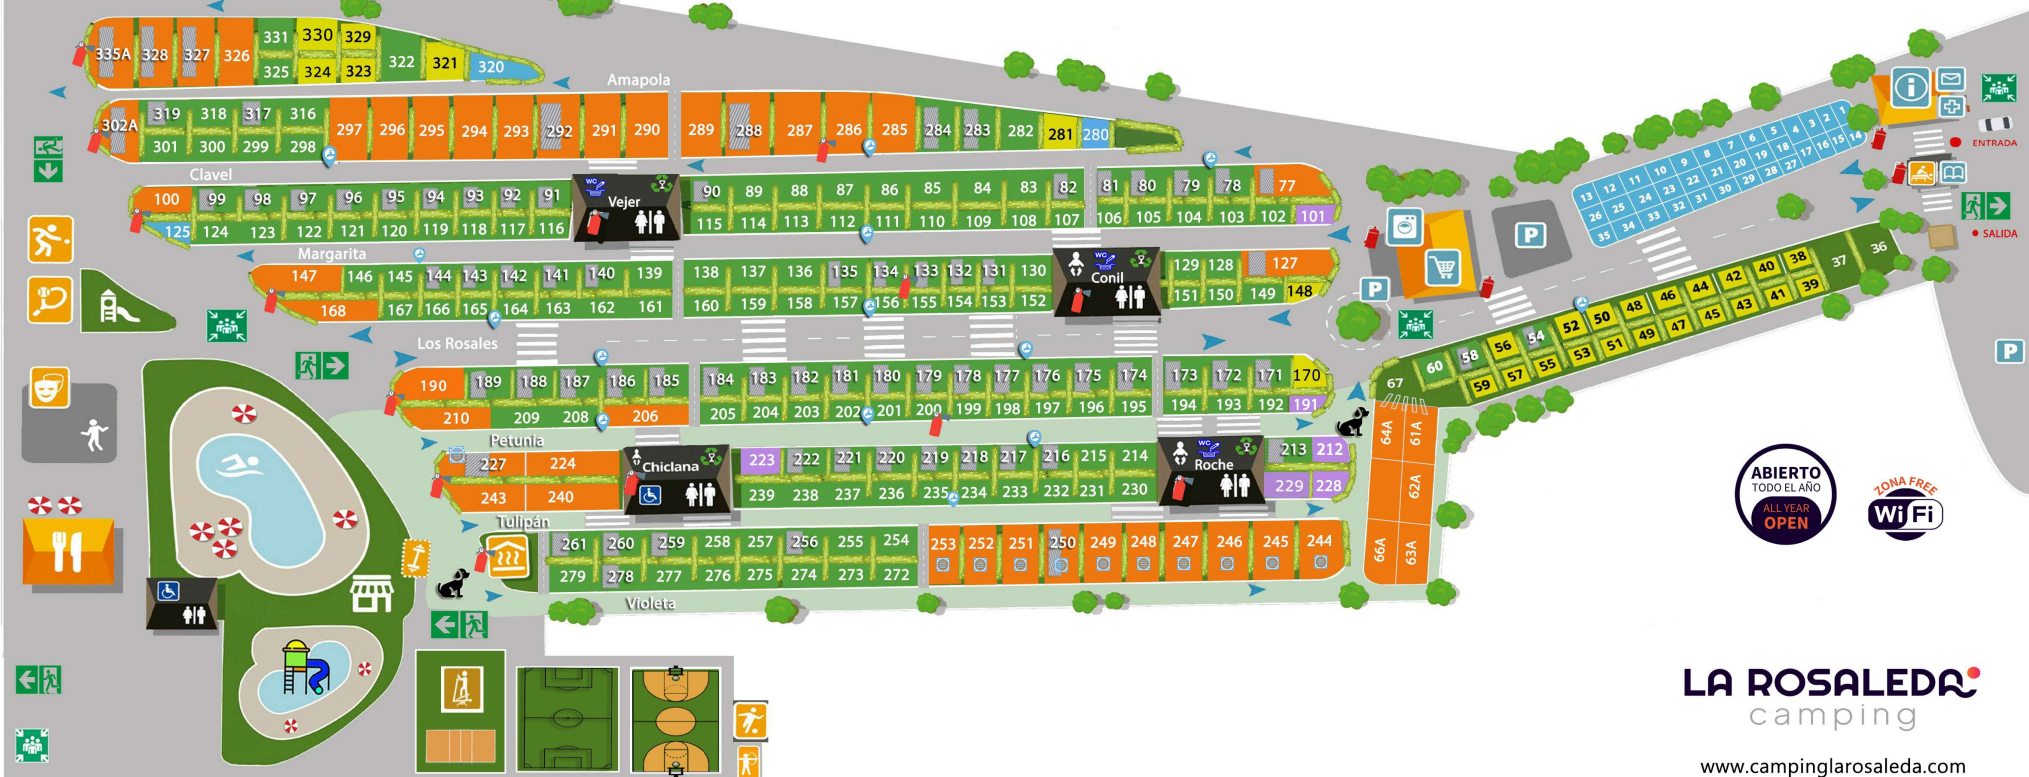 331 330 329
335A 328 327 326 322 321 320
325 324 323
Amapola
319 318 317 316
302A 297 296 295 294 293 292 291 290 289 288 287 286 285 284 283 282 281 280
301 300 299 298
Clavel
100 99 98 97 96 95 94 93 92 91 WC Vejer 90 89 88 87 86 85 84 83 82 81 80 79 78 77
125 124 123 122 121 120 119 118 117 116 115 114 113 112 111 110 109 108 107 106 105 104 103 102 101
Margarita
147 146 145 144 143 142 141 140 139 138 137 136 135 134 133 132 131 130 WC Conil 129 128 127
168 167 166 165 164 163 162 161 160 159 158 157 156 155 154 153 152 151 150 149 148
Los Rosales
190 189 188 187 186 185 184 183 182 181 180 179 178 177 176 175 174 173 172 171 170
210 209 208 206 205 204 203 202 201 200 199 198 197 196 195 194 193 192 191
Petunia
227 224 Chiclana 223 222 221 220 219 218 217 216 215 214 WC Roche 213 212
243 240 239 238 237 236 235 234 233 232 231 230 229 228
Tulipán
261 260 259 258 257 256 255 254 253 252 251 250 249 248 247 246 245 244
279 278 277 276 275 274 273 272
Violeta
13 12 11 10 9 8 7 6 5 4 3 2 1
26 25 24 23 22 21 20 19 18 17 16 15 14
35 34 33 32 31 30 29 28 27
i
ENTRADA
SALIDA
P
P
P
67 60 58 56 54 52 50 48 46 44 42 40 38 37 36
59 57 55 53 51 49 47 45 43 41 39
64A 61A
62A
66A 63A
ABIERTO
TODO EL AÑO
ALL YEAR
OPEN
ZONA FREE
WiFi
LA ROSALEDA
camping
www.campinglarosaleda.com